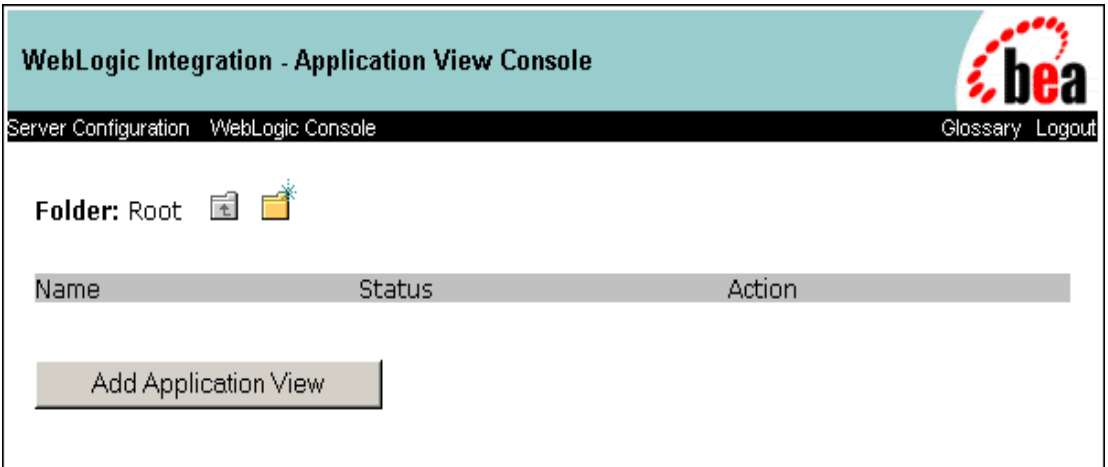 WebLogic Integration - Application View Console
bea
Server Configuration WebLogic Console Glossary Logout
Folder: Root
Name Status Action
Add Application View